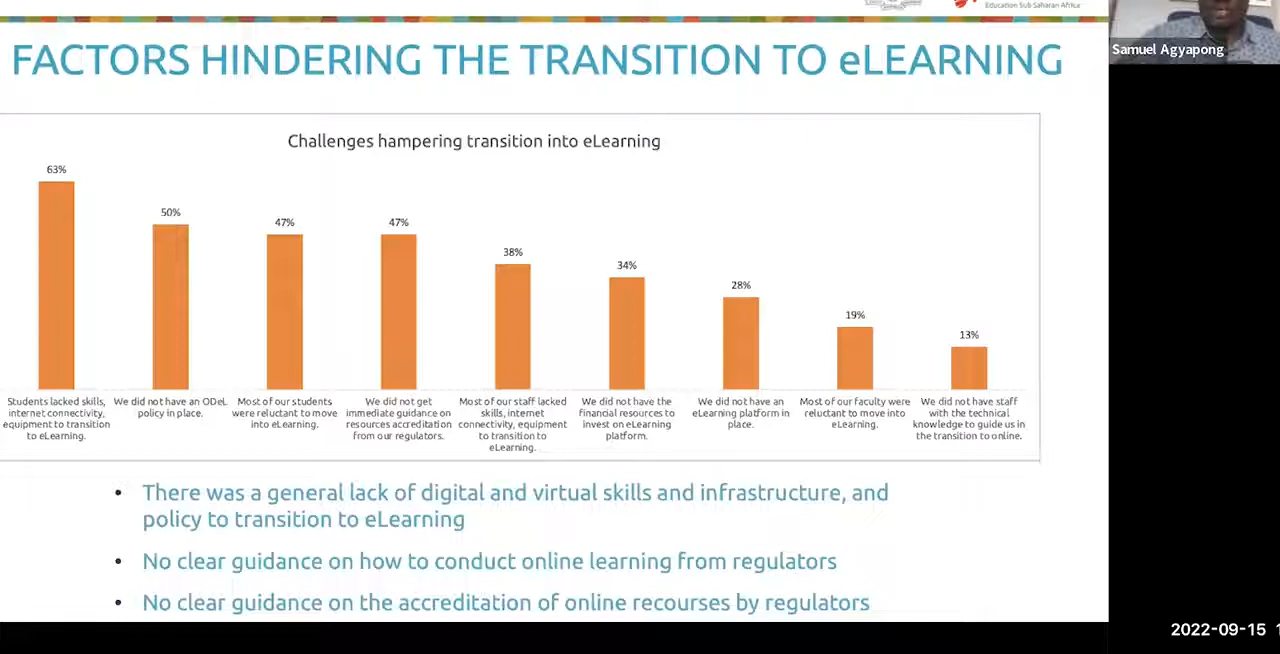 Education Sub Saharan Africa
Samuel Agyapong
FACTORS HINDERING THE TRANSITION TO eLEARNING
Challenges hampering transition into eLearning
63%
50%
47%
47%
38%
34%
28%
19%
13%
Students lacked skills,
internet connectivity,
equipment to transition
to eLearning.
We did not have an ODeL
policy in place.
Most of our students
were reluctant to move
into eLearning.
We did not get
immediate guidance on
resources accreditation
from our regulators.
Most of our staff lacked
skills, internet
connectivity, equipment
to transition to
eLearning.
We did not have the
financial resources to
invest on eLearning
platform.
We did not have an
eLearning platform in
place.
Most of our faculty were
reluctant to move into
eLearning.
We did not have staff
with the technical
knowledge to guide us in
the transition to online.
• There was a general lack of digital and virtual skills and infrastructure, and
policy to transition to eLearning
• No clear guidance on how to conduct online learning from regulators
• No clear guidance on the accreditation of online recourses by regulators
2022-09-15